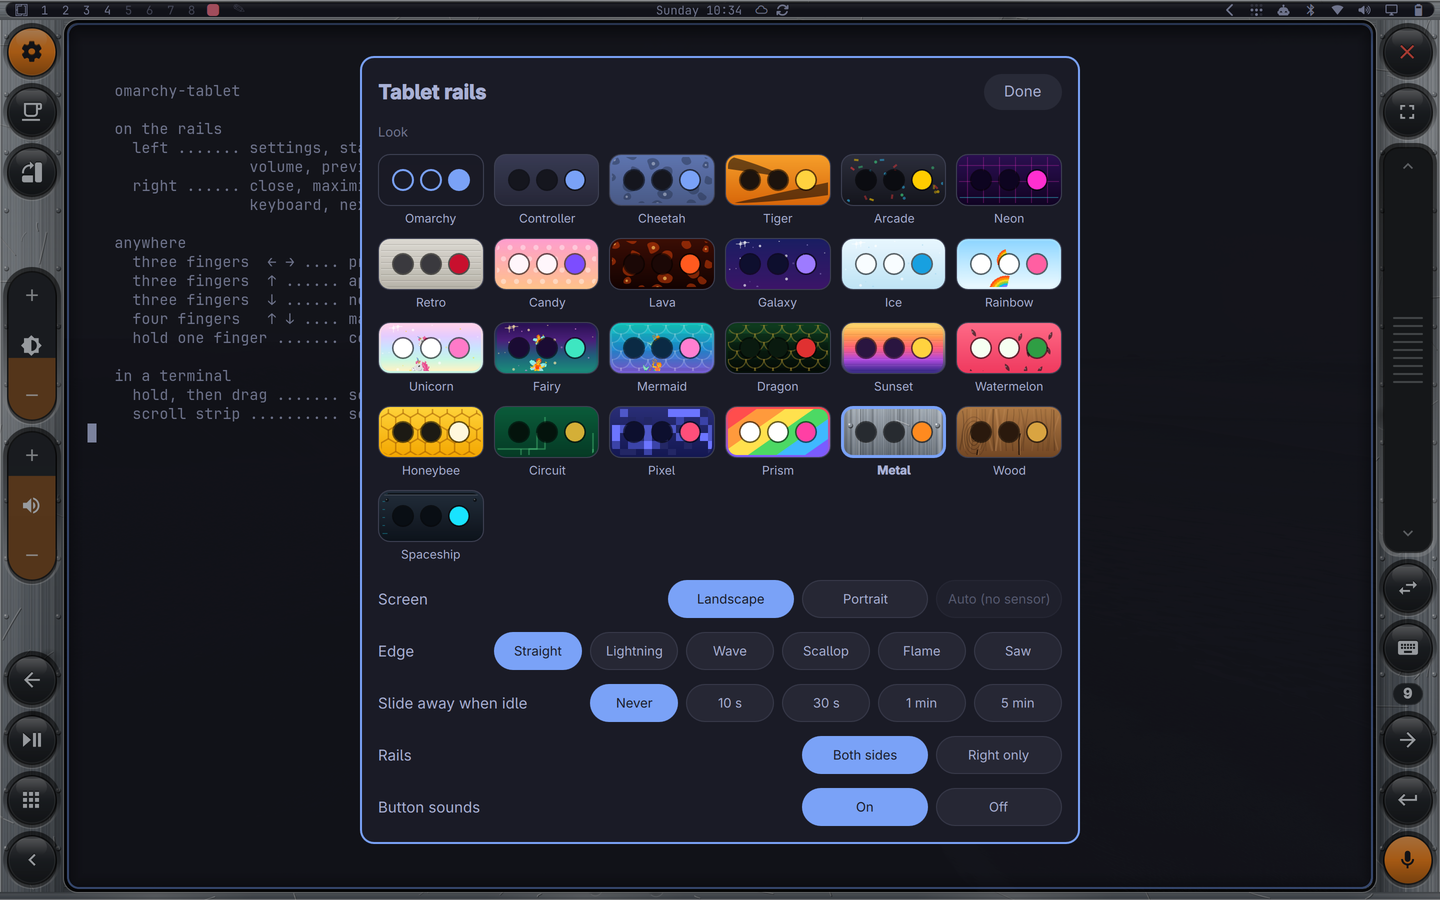 1 2 3 4 5 6 7 8
Sunday 10:34
omarchy-tablet
on the rails
left ....... settings, sta
volume, previ
right ...... close, maxim
keyboard, nex
anywhere
three fingers ← → .... p
three fingers ↑ ...... a
three fingers ↓ ...... n
four fingers ↑ ↓ .... m
hold one finger .......
in a terminal
hold, then drag ....... s
scroll strip .......... s
Tablet rails
Done
Look
Omarchy Controller Cheetah Tiger Arcade Neon
Retro Candy Lava Galaxy Ice Rainbow
Unicorn Fairy Mermaid Dragon Sunset Watermelon
Honeybee Circuit Pixel Prism Metal Wood
Spaceship
Screen Landscape Portrait Auto (no sensor)
Edge Straight Lightning Wave Scallop Flame Saw
Slide away when idle Never 10 s 30 s 1 min 5 min
Rails Both sides Right only
Button sounds On Off
9